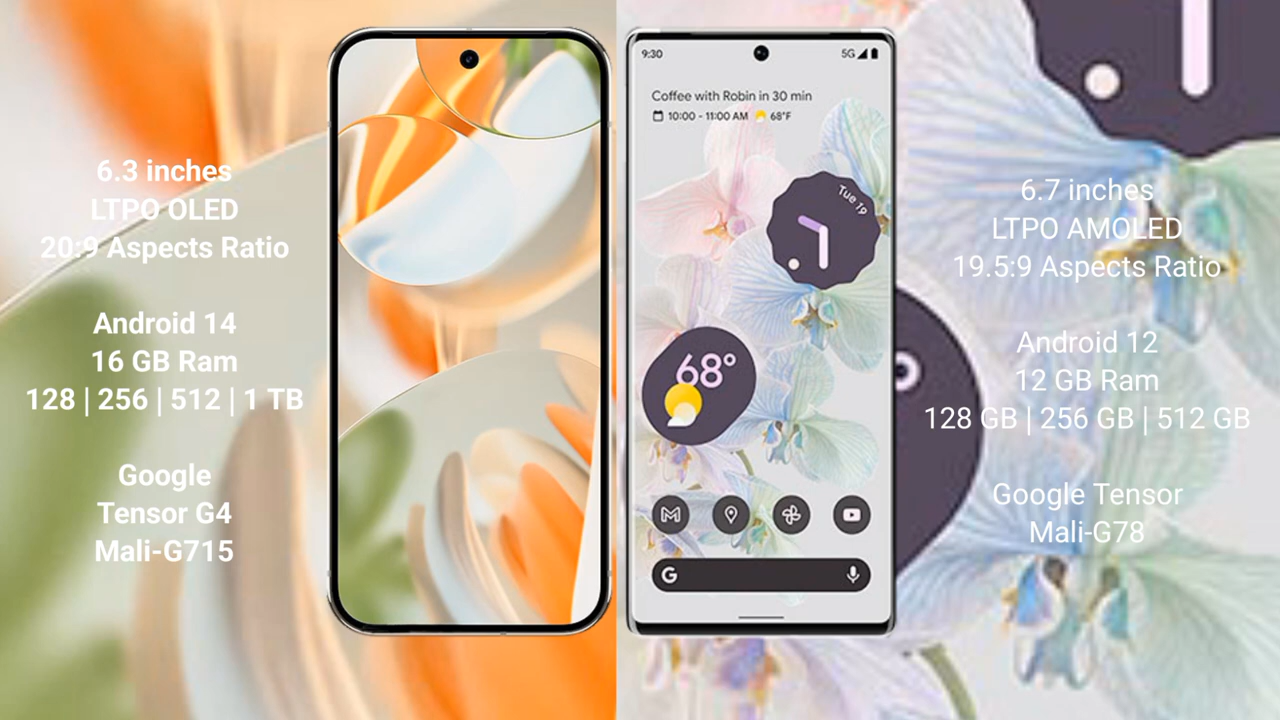 6.3 inches
LTPO OLED
20:9 Aspects Ratio
Android 14
16 GB Ram
128 | 256 | 512 | 1 TB
Google
Tensor G4
Mali-G715
9:30
5G
Coffee with Robin in 30 min
10:00 - 11:00 AM 68°F
Tue 19
68°
G
6.7 inches
LTPO AMOLED
19.5:9 Aspects Ratio
Android 12
12 GB Ram
128 GB | 256 GB | 512 GB
Google Tensor
Mali-G78